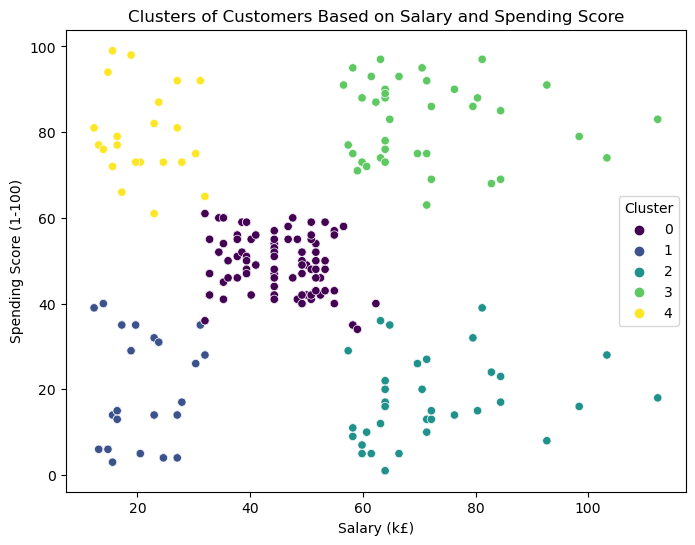 Clusters of Customers Based on Salary and Spending Score
100
80
60
40
20
0
Spending Score (1-100)
Cluster
0
1
2
3
4
20 40 60 80 100
Salary (k£)